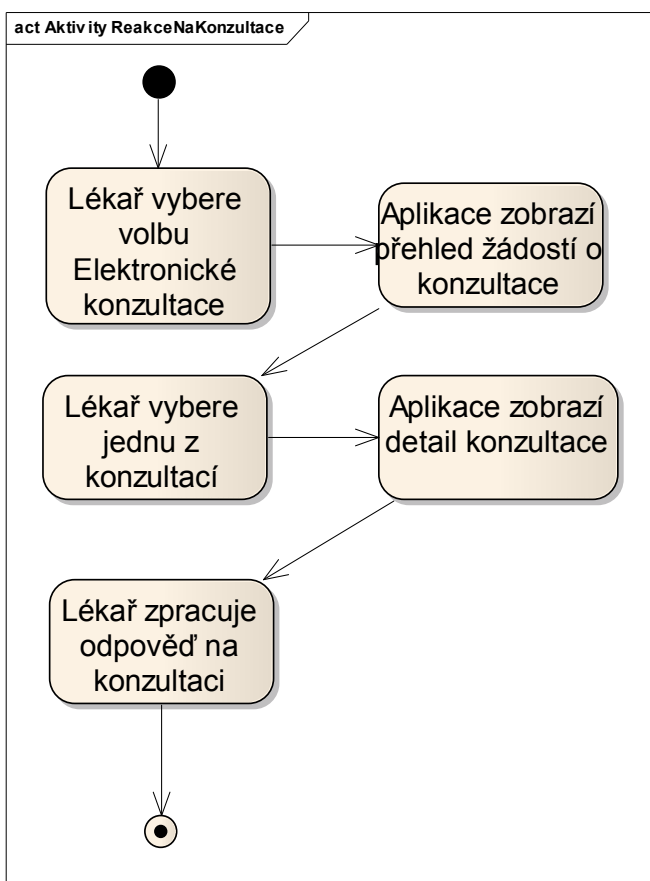 act Aktivity ReakceNaKonzultace
Lékař vybere
volbu
Elektronické
konzultace
Aplikace zobrazí
přehled žádostí o
konzultace
Lékař vybere
jednu z
konzultací
Aplikace zobrazí
detail konzultace
Lékař zpracuje
odpověď na
konzultaci